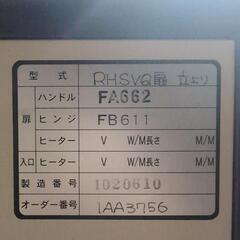 型式 RHSVQ扉 立より
扉 ハンドル FA662
ヒンジ FB611
ヒーター V W/M長さ M/M
入口 ヒーター V W/M長さ M/M
製造番号 1020610
オーダー番号 1AA3756